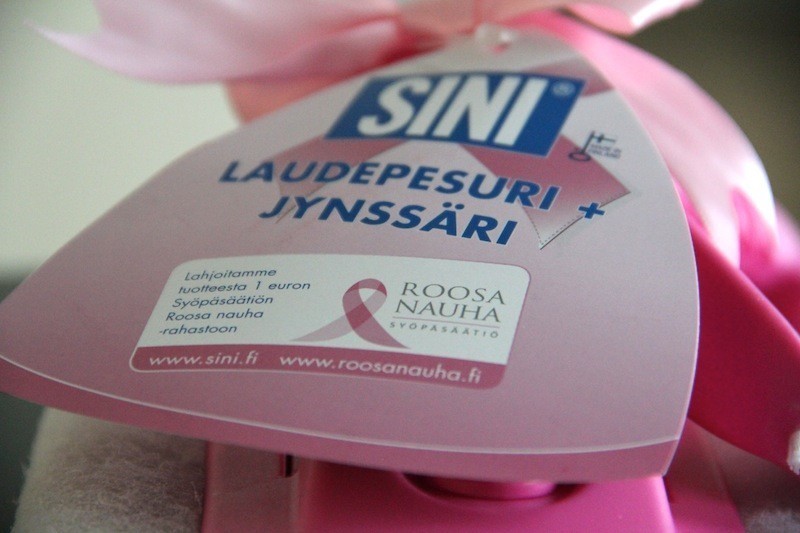 SINI®
LAUDEPESURI +
JYNSSÄRI
Lahjoitamme
tuotteesta 1 euron
Syöpäsäätiön
Roosa nauha
-rahastoon
ROOSA
NAUHA
SYÖPÄSÄÄTIÖ
www.sini.fi www.roosanauha.fi